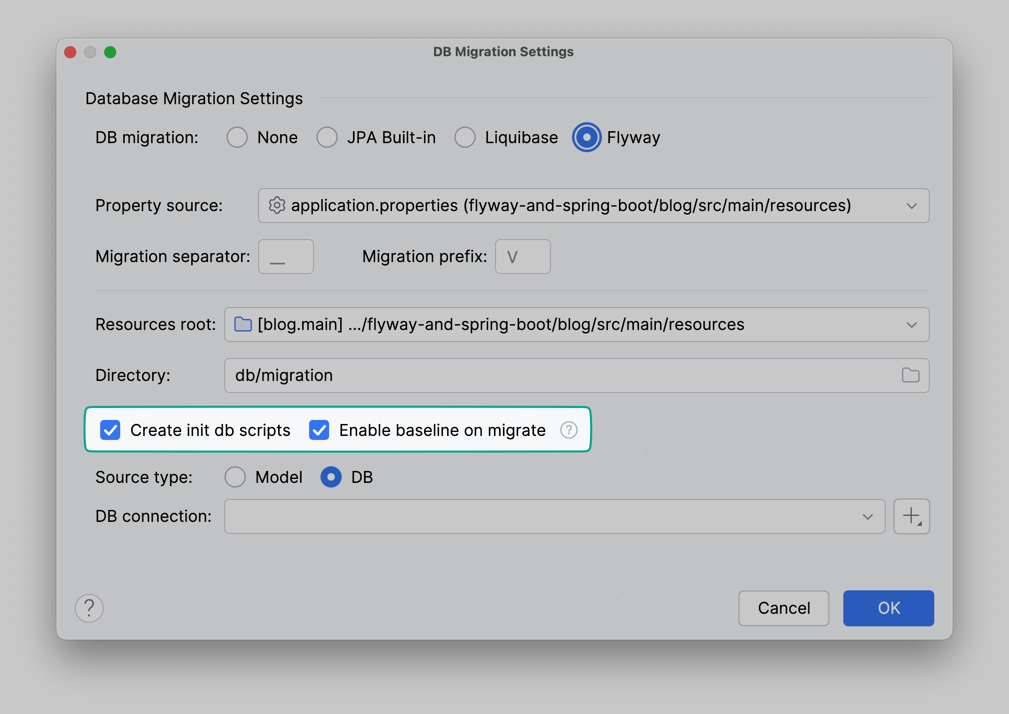 DB Migration Settings
Database Migration Settings
DB migration: None JPA Built-in Liquibase Flyway
Property source: application.properties (flyway-and-spring-boot/blog/src/main/resources)
Migration separator: __ Migration prefix: V
Resources root: [blog.main] .../flyway-and-spring-boot/blog/src/main/resources
Directory: db/migration
Create init db scripts Enable baseline on migrate ?
Source type: Model DB
DB connection:
? Cancel OK